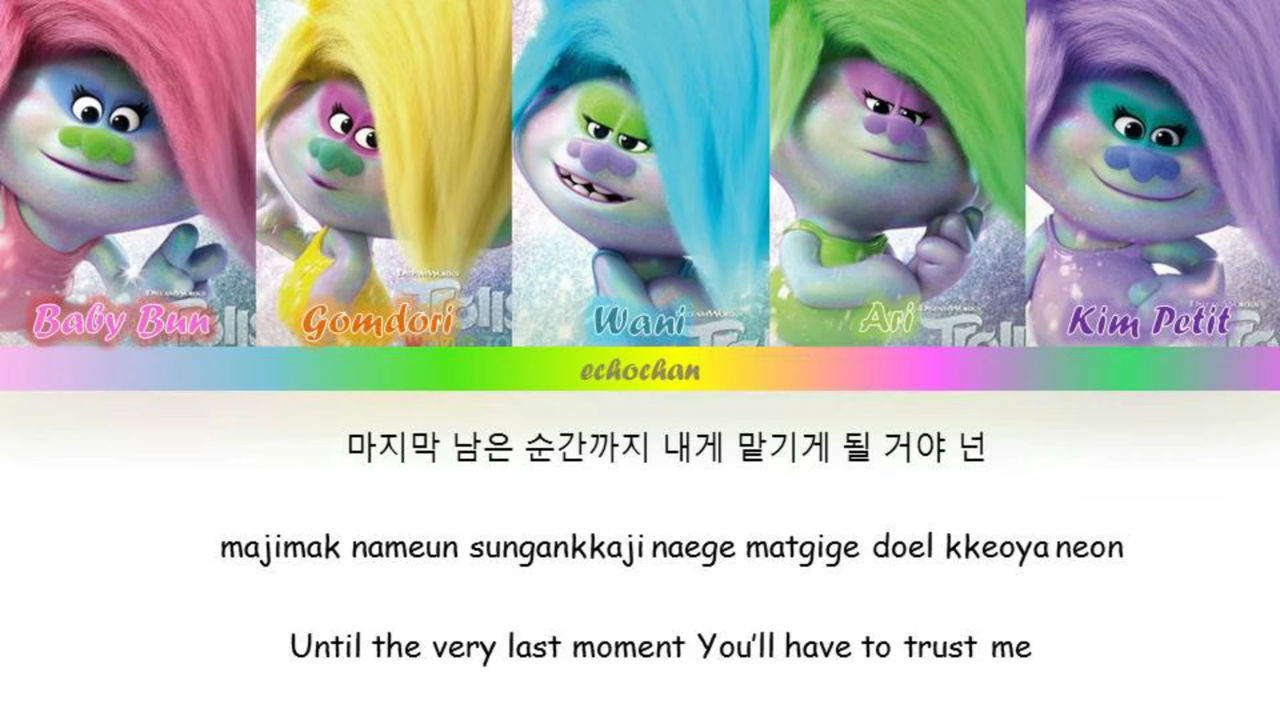 Baby Bun
Gomdori
Wani
Ari
Kim Petit
echochan
마지막 남은 순간까지 내게 맡기게 될 거야 넌
majimak nameun sungankkaji naege matgige doel kkeoya neon
Until the very last moment You'll have to trust me